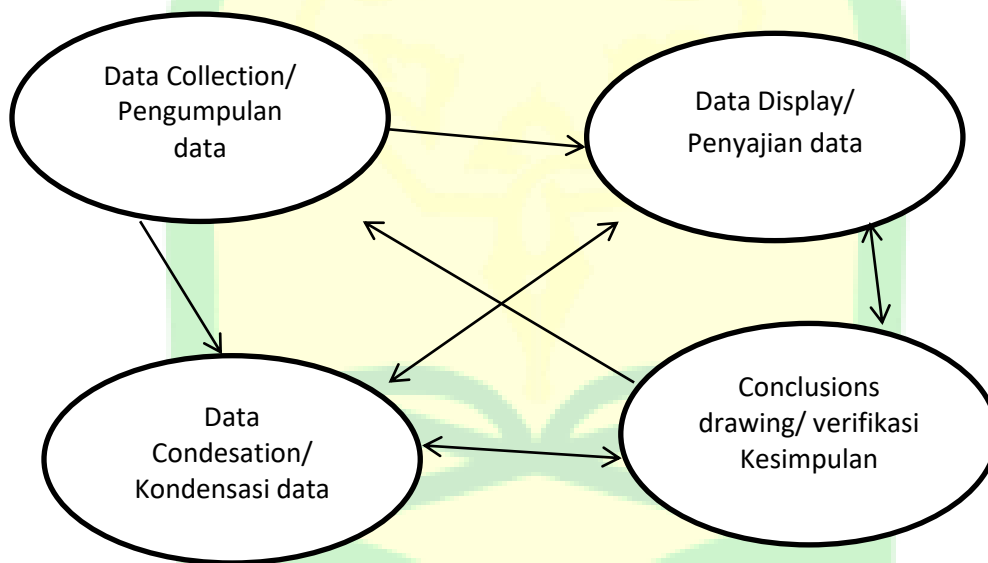 Data Collection/
Pengumpulan
data
Data Display/
Penyajian data
Data
Condesation/
Kondensasi data
Conclusions
drawing/ verifikasi
Kesimpulan